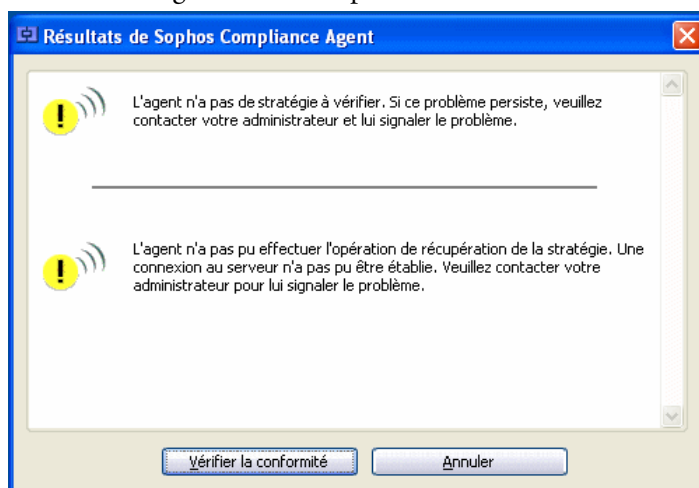 Résultats de Sophos Compliance Agent
L'agent n'a pas de stratégie à vérifier. Si ce problème persiste, veuillez
contacter votre administrateur et lui signaler le problème.
L'agent n'a pas pu effectuer l'opération de récupération de la stratégie. Une
connexion au serveur n'a pas pu être établie. Veuillez contacter votre
administrateur pour lui signaler le problème.
Vérifier la conformité
Annuler